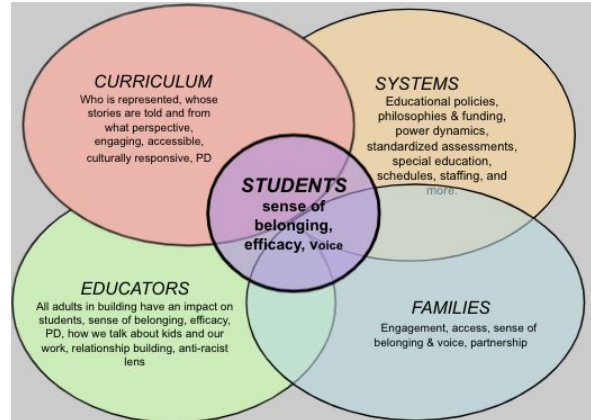 CURRICULUM
Who is represented, whose
stories are told and from
what perspective,
engaging, accessible,
culturally responsive, PD
SYSTEMS
Educational policies,
philosophies & funding,
power dynamics,
standardized assessments,
special education,
schedules, staffing, and
more.
STUDENTS
sense of
belonging,
efficacy, voice
EDUCATORS
All adults in building have an impact on
students, sense of belonging, efficacy,
PD, how we talk about kids and our
work, relationship building, anti-racist
lens
FAMILIES
Engagement, access, sense of
belonging & voice, partnership